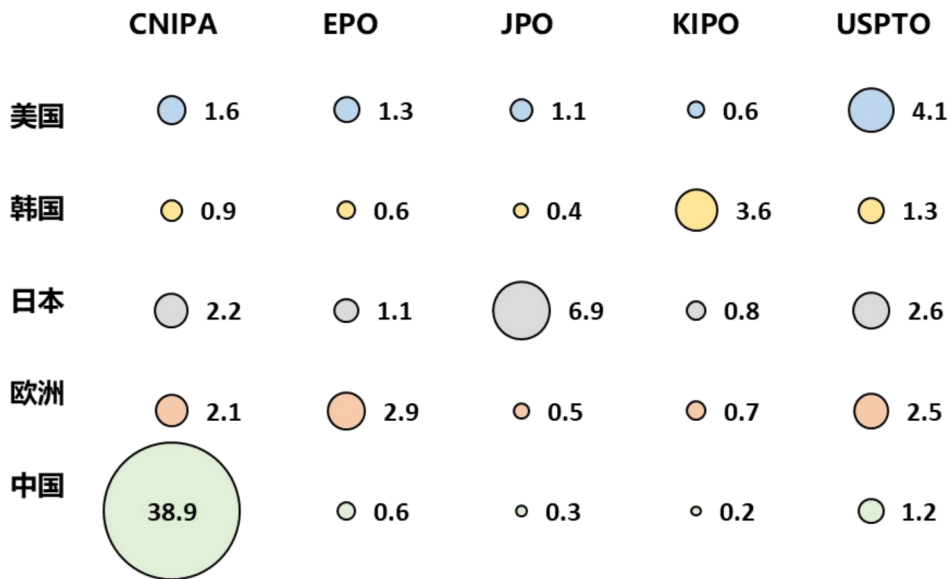 CNIPA EPO JPO KIPO USPTO
美国 1.6 1.3 1.1 0.6 4.1
韩国 0.9 0.6 0.4 3.6 1.3
日本 2.2 1.1 6.9 0.8 2.6
欧洲 2.1 2.9 0.5 0.7 2.5
中国 38.9 0.6 0.3 0.2 1.2